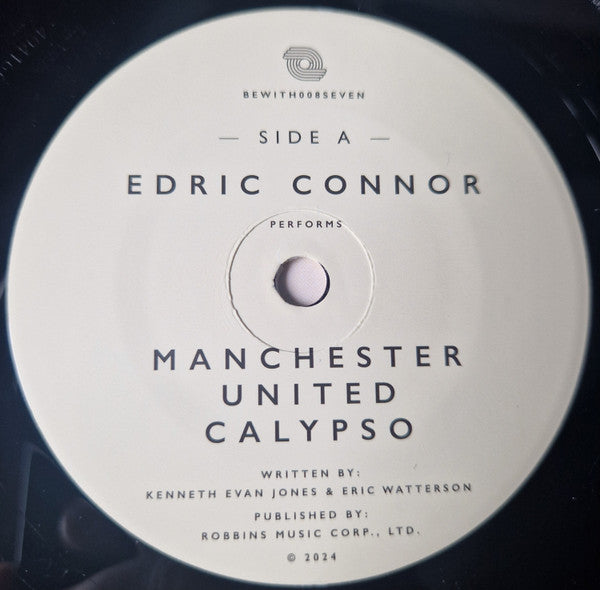 BEWITH008SEVEN
— SIDE A —
EDRIC CONNOR
PERFORMS
MANCHESTER
UNITED
CALYPSO
WRITTEN BY:
KENNETH EVAN JONES & ERIC WATTERSON
PUBLISHED BY:
ROBBINS MUSIC CORP., LTD.
© 2024